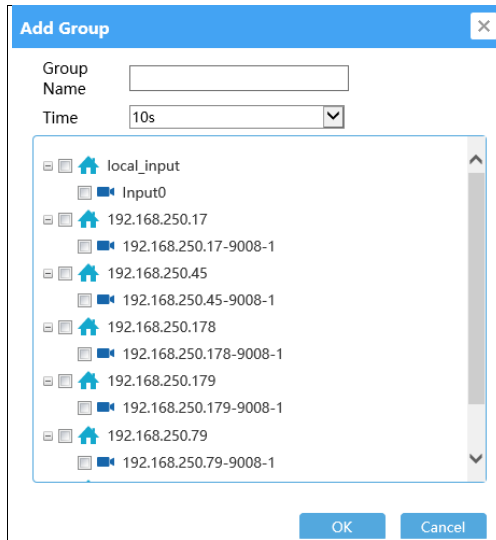 Add Group
Group
Name
Time 10s
local_input
Input0
192.168.250.17
192.168.250.17-9008-1
192.168.250.45
192.168.250.45-9008-1
192.168.250.178
192.168.250.178-9008-1
192.168.250.179
192.168.250.179-9008-1
192.168.250.79
192.168.250.79-9008-1
OK Cancel